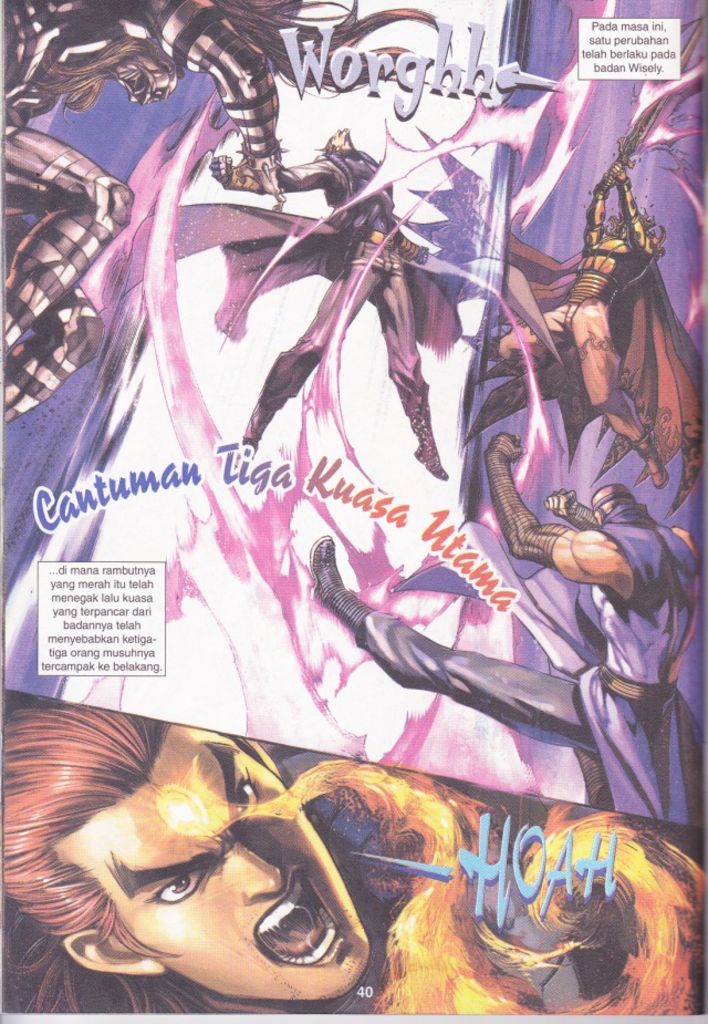 Worghh
Pada masa ini,
satu perubahan
telah berlaku pada
badan Wisely.
Cantuman Tiga Kuasa Utama
...di mana rambutnya
yang merah itu telah
menegak lalu kuasa
yang terpancar dari
badannya telah
menyebabkan ketiga-
tiga orang musuhnya
tercampak ke belakang.
HOAH
40